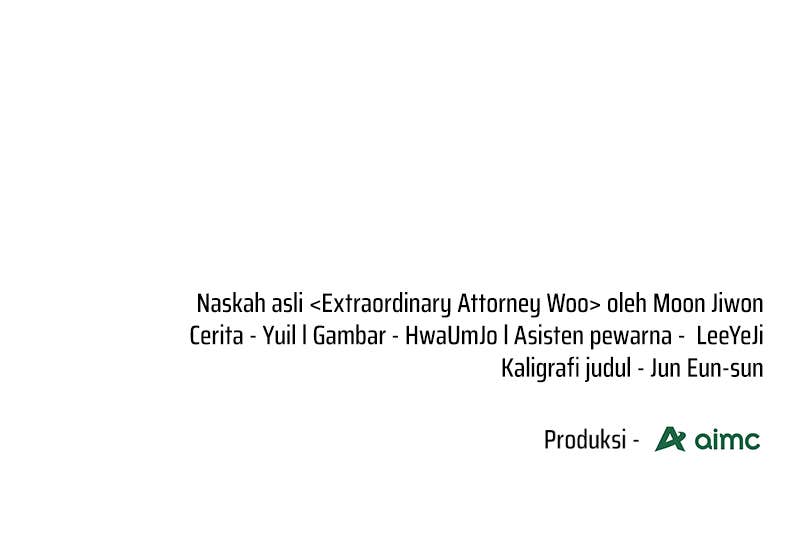 Naskah asli <Extraordinary Attorney Woo> oleh Moon Jiwon
Cerita - Yuil l Gambar - HwaUmJo l Asisten pewarna -  LeeYeJi
Kaligrafi judul - Jun Eun-sun
Produksi - aimc